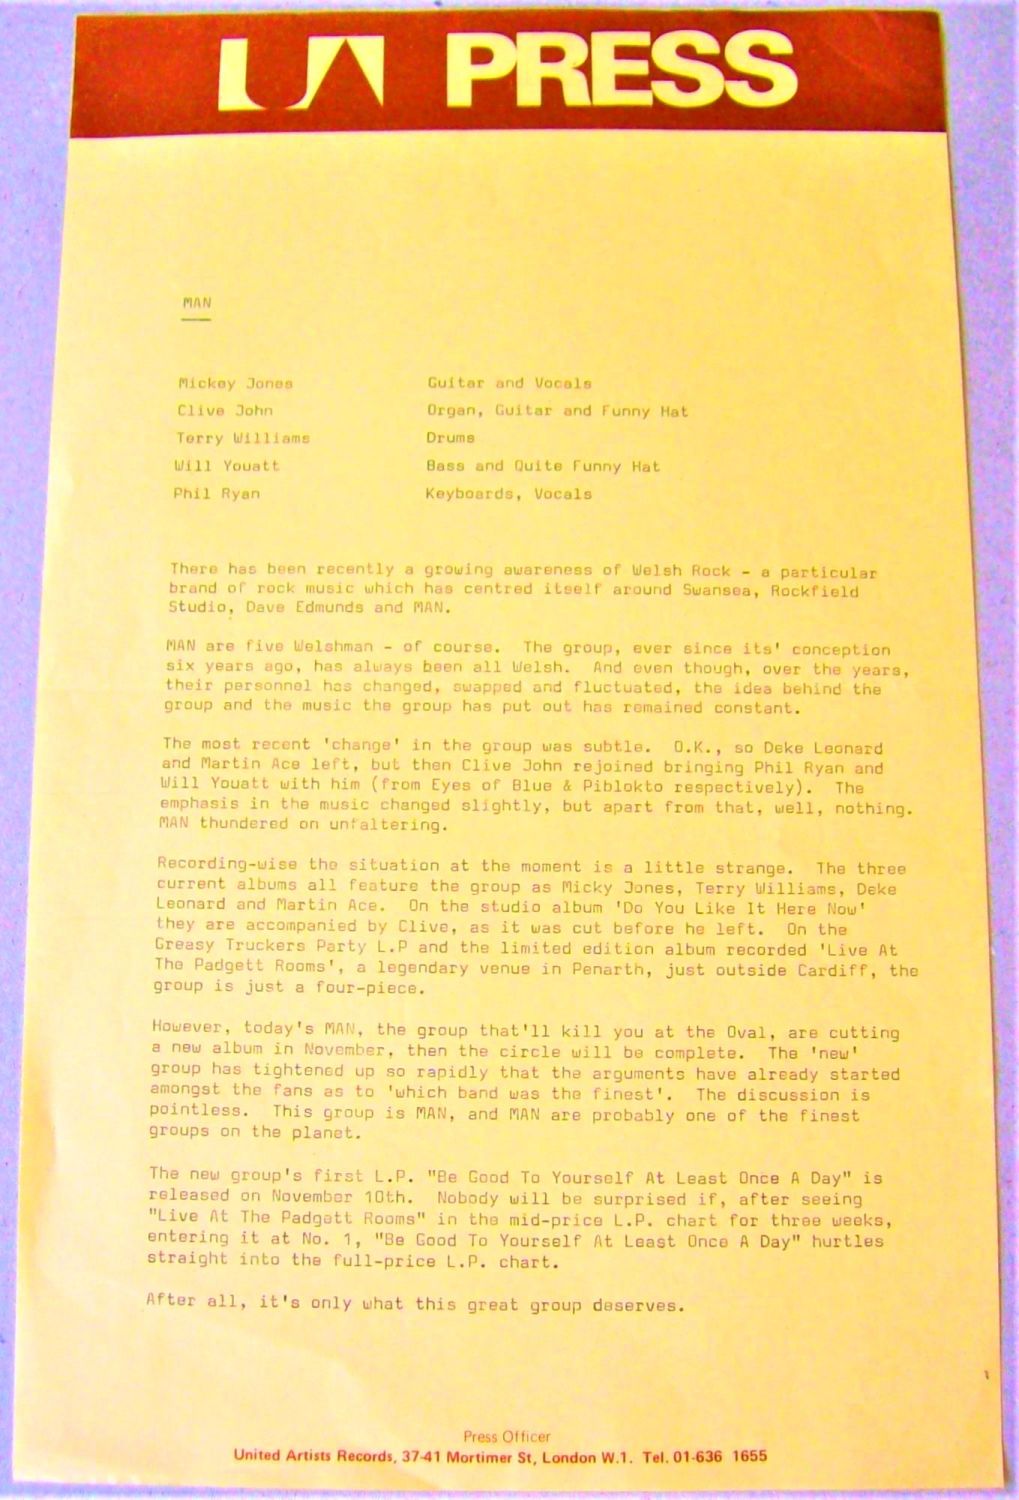 UA PRESS
MAN
Mickey Jones Guitar and Vocals
Clive John Organ, Guitar and Funny Hat
Terry Williams Drums
Will Youatt Bass and Quite Funny Hat
Phil Ryan Keyboards, Vocals
There has been recently a growing awareness of Welsh Rock - a particular
brand of rock music which has centred itself around Swansea, Rockfield
Studio, Dave Edmunds and MAN.
MAN are five Welshman - of course. The group, ever since its' conception
six years ago, has always been all Welsh. And even though, over the years,
their personnel has changed, swapped and fluctuated, the idea behind the
group and the music the group has put out has remained constant.
The most recent 'change' in the group was subtle. O.K., so Deke Leonard
and Martin Ace left, but then Clive John rejoined bringing Phil Ryan and
Will Youatt with him (from Eyes of Blue & Piblokto respectively). The
emphasis in the music changed slightly, but apart from that, well, nothing.
MAN thundered on unfaltering.
Recording-wise the situation at the moment is a little strange. The three
current albums all feature the group as Micky Jones, Terry Williams, Deke
Leonard and Martin Ace. On the studio album 'Do You Like It Here Now'
they are accompanied by Clive, as it was cut before he left. On the
Greasy Truckers Party L.P and the limited edition album recorded 'Live At
The Padgett Rooms', a legendary venue in Penarth, just outside Cardiff, the
group is just a four-piece.
However, today's MAN, the group that'll kill you at the Oval, are cutting
a new album in November, then the circle will be complete. The 'new'
group has tightened up so rapidly that the arguments have already started
amongst the fans as to 'which band was the finest'. The discussion is
pointless. This group is MAN, and MAN are probably one of the finest
groups on the planet.
The new group's first L.P. "Be Good To Yourself At Least Once A Day" is
released on November 10th. Nobody will be surprised if, after seeing
"Live At The Padgett Rooms" in the mid-price L.P. chart for three weeks,
entering it at No. 1, "Be Good To Yourself At Least Once A Day" hurtles
straight into the full-price L.P. chart.
After all, it's only what this great group deserves.
Press Officer
United Artists Records, 37-41 Mortimer St, London W.1. Tel. 01-636 1655